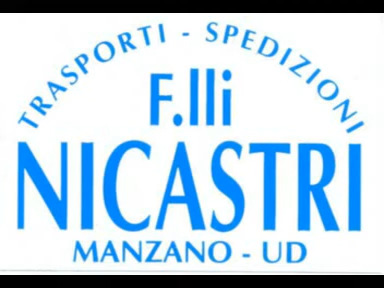 TRASPORTI - SPEDIZIONI
F.lli
NICASTRI
MANZANO - UD